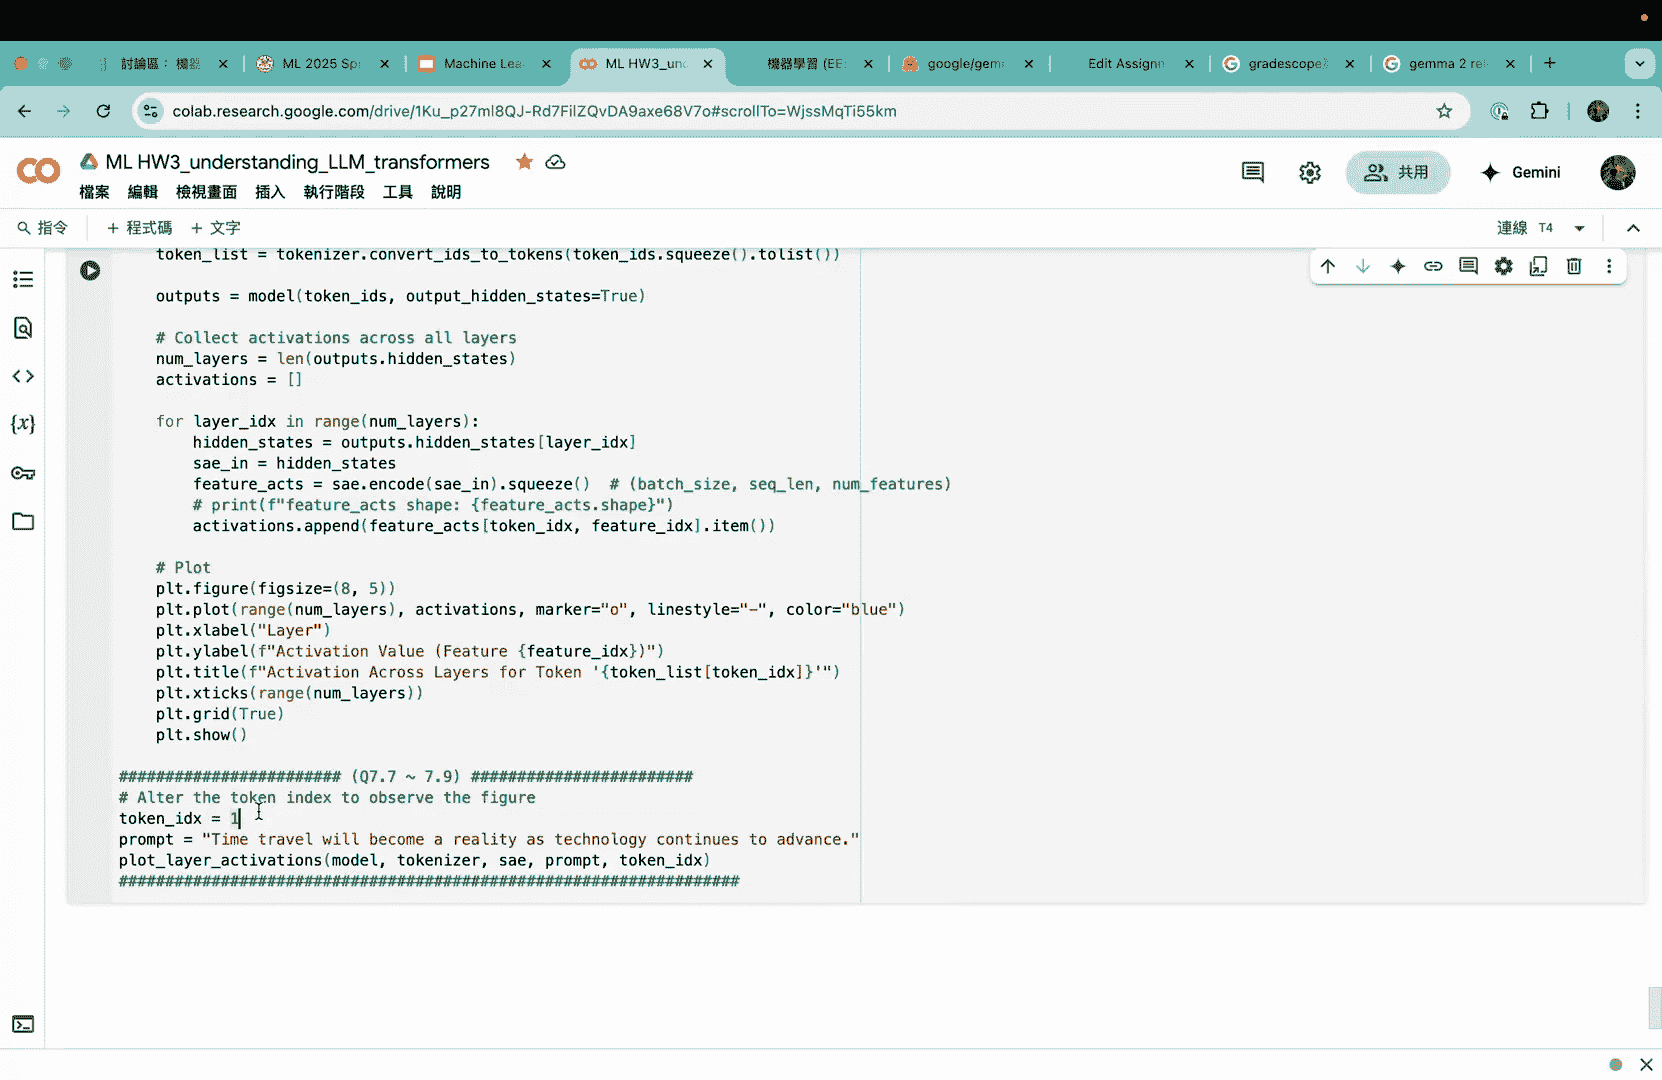 討論區： 機器
ML 2025 Sp
Machine Lea
ML HW3_un
機器學習 (EE
google/gem
Edit Assignn
gradescope
gemma 2 re
colab.research.google.com/drive/1Ku_p27ml8QJ-Rd7FilZQvDA9axe68V7o#scrollTo=WjssMqTi55km
ML HW3_understanding_LLM_transformers
共用
Gemini
檔案 編輯 檢視畫面 插入 執行階段 工具 說明
指令 + 程式碼 + 文字
連線 T4
token_list = tokenizer.convert_ids_to_tokens(token_ids.squeeze().tolist())
outputs = model(token_ids, output_hidden_states=True)
# Collect activations across all layers
num_layers = len(outputs.hidden_states)
activations = []
for layer_idx in range(num_layers):
hidden_states = outputs.hidden_states[layer_idx]
sae_in = hidden_states
feature_acts = sae.encode(sae_in).squeeze()  # (batch_size, seq_len, num_features)
# print(f"feature_acts shape: {feature_acts.shape}")
activations.append(feature_acts[token_idx, feature_idx].item())
# Plot
plt.figure(figsize=(8, 5))
plt.plot(range(num_layers), activations, marker="o", linestyle="-", color="blue")
plt.xlabel("Layer")
plt.ylabel(f"Activation Value (Feature {feature_idx})")
plt.title(f"Activation Across Layers for Token '{token_list[token_idx]}'")
plt.xticks(range(num_layers))
plt.grid(True)
plt.show()
######################## (Q7.7 ~ 7.9) ########################
# Alter the token index to observe the figure
token_idx = 1
prompt = "Time travel will become a reality as technology continues to advance."
plot_layer_activations(model, tokenizer, sae, prompt, token_idx)
###################################################################